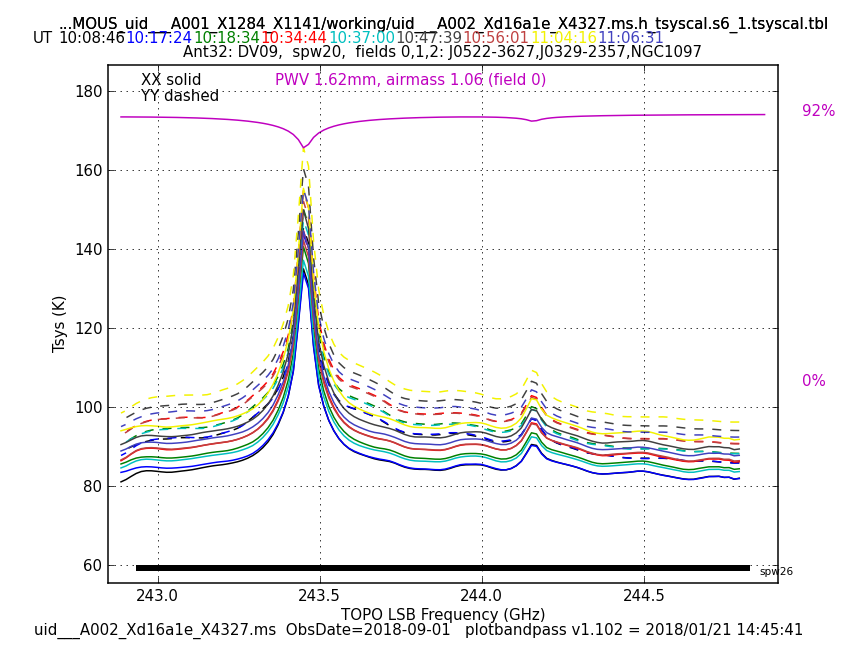 ...MOUS_uid___A001_X1284_X1141/working/uid___A002_Xd16a1e_X4327.ms.h_tsyscal.s6_1.tsyscal.tbl
UT 10:08:46 10:17:24 10:18:34 10:34:44 10:37:00 10:47:39 10:56:01 11:04:16 11:06:31
Ant32: DV09, spw20, fields 0,1,2: J0522-3627,J0329-2357,NGC1097
XX solid
YY dashed
PWV 1.62mm, airmass 1.06 (field 0)
92%
0%
180
160
140
120
100
80
60
Tsys (K)
spw26
243.0 243.5 244.0 244.5
TOPO LSB Frequency (GHz)
uid___A002_Xd16a1e_X4327.ms ObsDate=2018-09-01 plotbandpass v1.102 = 2018/01/21 14:45:41